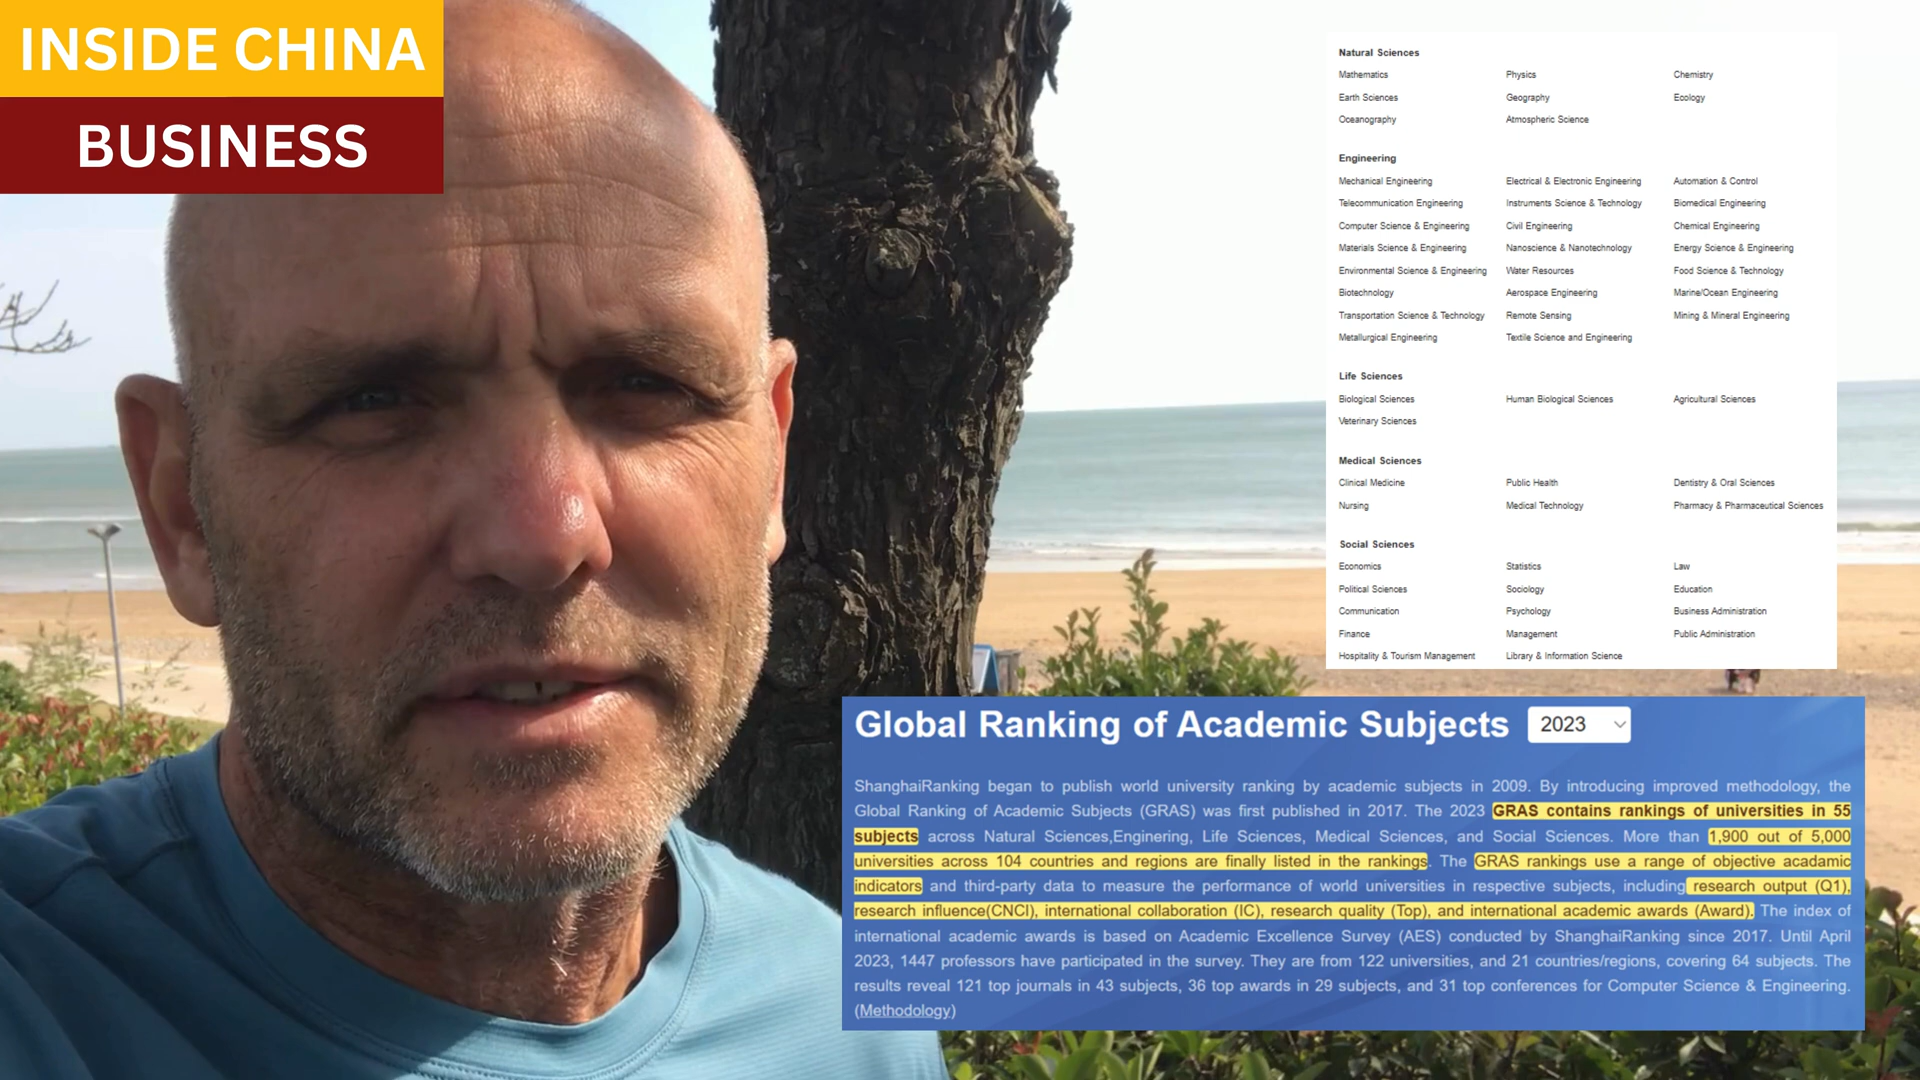 INSIDE CHINA
BUSINESS
Natural Sciences
Mathematics Physics Chemistry
Earth Sciences Geography Ecology
Oceanography Atmospheric Science
Engineering
Mechanical Engineering Electrical & Electronic Engineering Automation & Control
Telecommunication Engineering Instruments Science & Technology Biomedical Engineering
Computer Science & Engineering Civil Engineering Chemical Engineering
Materials Science & Engineering Nanoscience & Nanotechnology Energy Science & Engineering
Environmental Science & Engineering Water Resources Food Science & Technology
Biotechnology Aerospace Engineering Marine/Ocean Engineering
Transportation Science & Technology Remote Sensing Mining & Mineral Engineering
Metallurgical Engineering Textile Science and Engineering
Life Sciences
Biological Sciences Human Biological Sciences Agricultural Sciences
Veterinary Sciences
Medical Sciences
Clinical Medicine Public Health Dentistry & Oral Sciences
Nursing Medical Technology Pharmacy & Pharmaceutical Sciences
Social Sciences
Economics Statistics Law
Political Sciences Sociology Education
Communication Psychology Business Administration
Finance Management Public Administration
Hospitality & Tourism Management Library & Information Science
Global Ranking of Academic Subjects 2023
ShanghaiRanking began to publish world university ranking by academic subjects in 2009. By introducing improved methodology, the
Global Ranking of Academic Subjects (GRAS) was first published in 2017. The 2023 GRAS contains rankings of universities in 55
subjects across Natural Sciences,Enginering, Life Sciences, Medical Sciences, and Social Sciences. More than 1,900 out of 5,000
universities across 104 countries and regions are finally listed in the rankings. The GRAS rankings use a range of objective acadamic
indicators and third-party data to measure the performance of world universities in respective subjects, including research output (Q1),
research influence(CNCI), international collaboration (IC), research quality (Top), and international academic awards (Award). The index of
international academic awards is based on Academic Excellence Survey (AES) conducted by ShanghaiRanking since 2017. Until April
2023, 1447 professors have participated in the survey. They are from 122 universities, and 21 countries/regions, covering 64 subjects. The
results reveal 121 top journals in 43 subjects, 36 top awards in 29 subjects, and 31 top conferences for Computer Science & Engineering.
(Methodology)